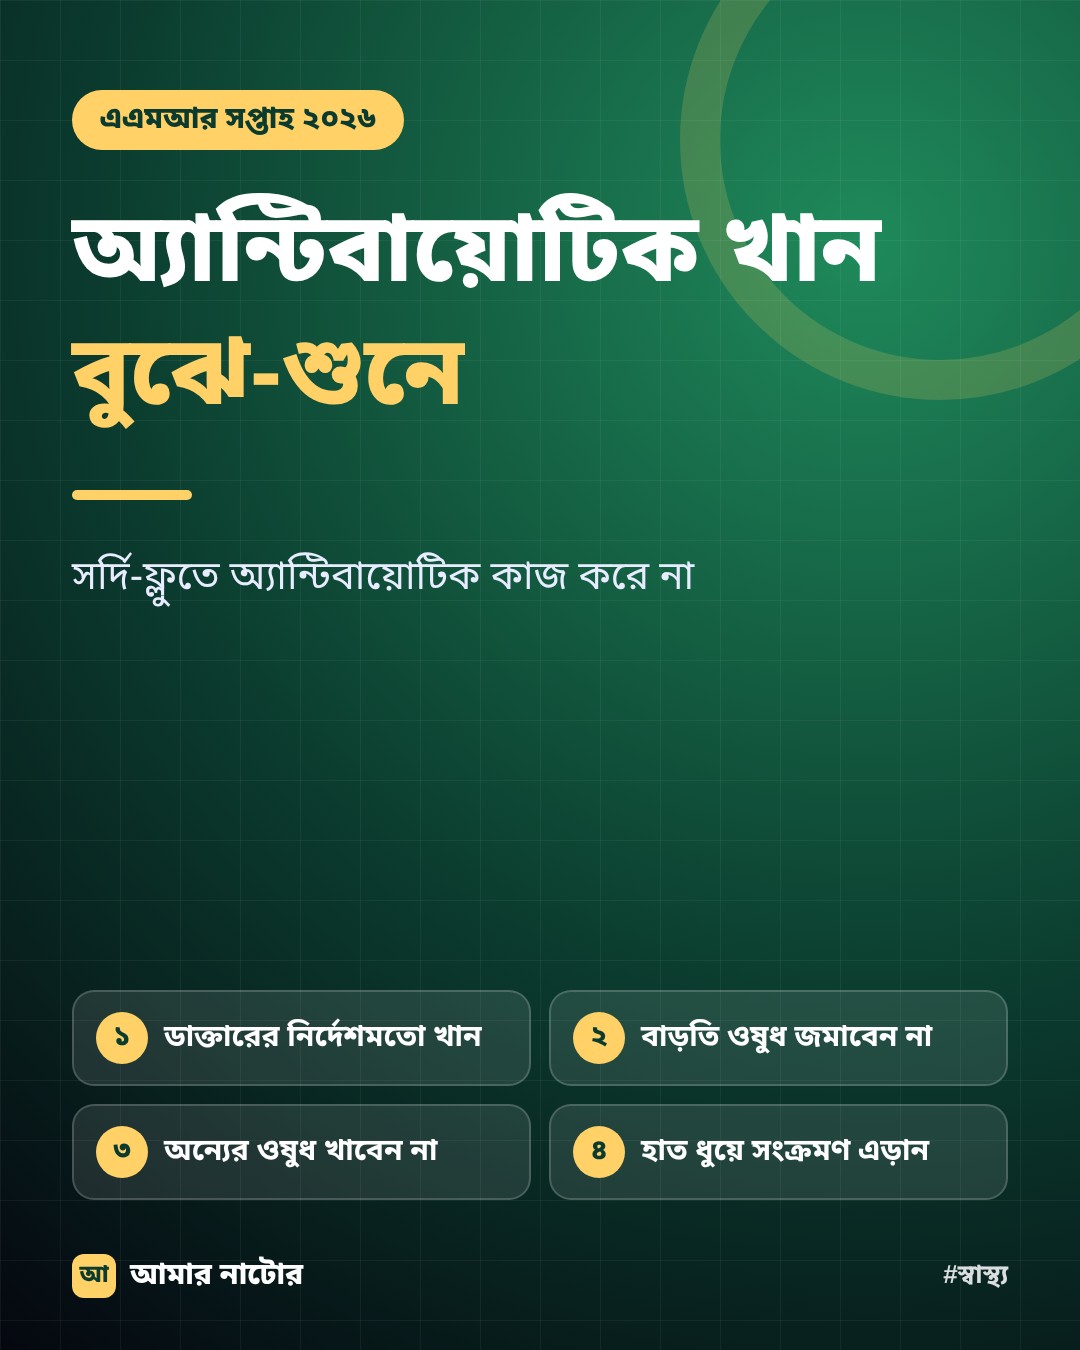 এএমআর সপ্তাহ ২০২৬
অ্যান্টিবায়োটিক খান
বুঝে-শুনে
সর্দি-ফ্লুতে অ্যান্টিবায়োটিক কাজ করে না
১ ডাক্তারের নির্দেশমতো খান
২ বাড়তি ওষুধ জমাবেন না
৩ অন্যের ওষুধ খাবেন না
৪ হাত ধুয়ে সংক্রমণ এড়ান
আ আমার নাটোর
#স্বাস্থ্য